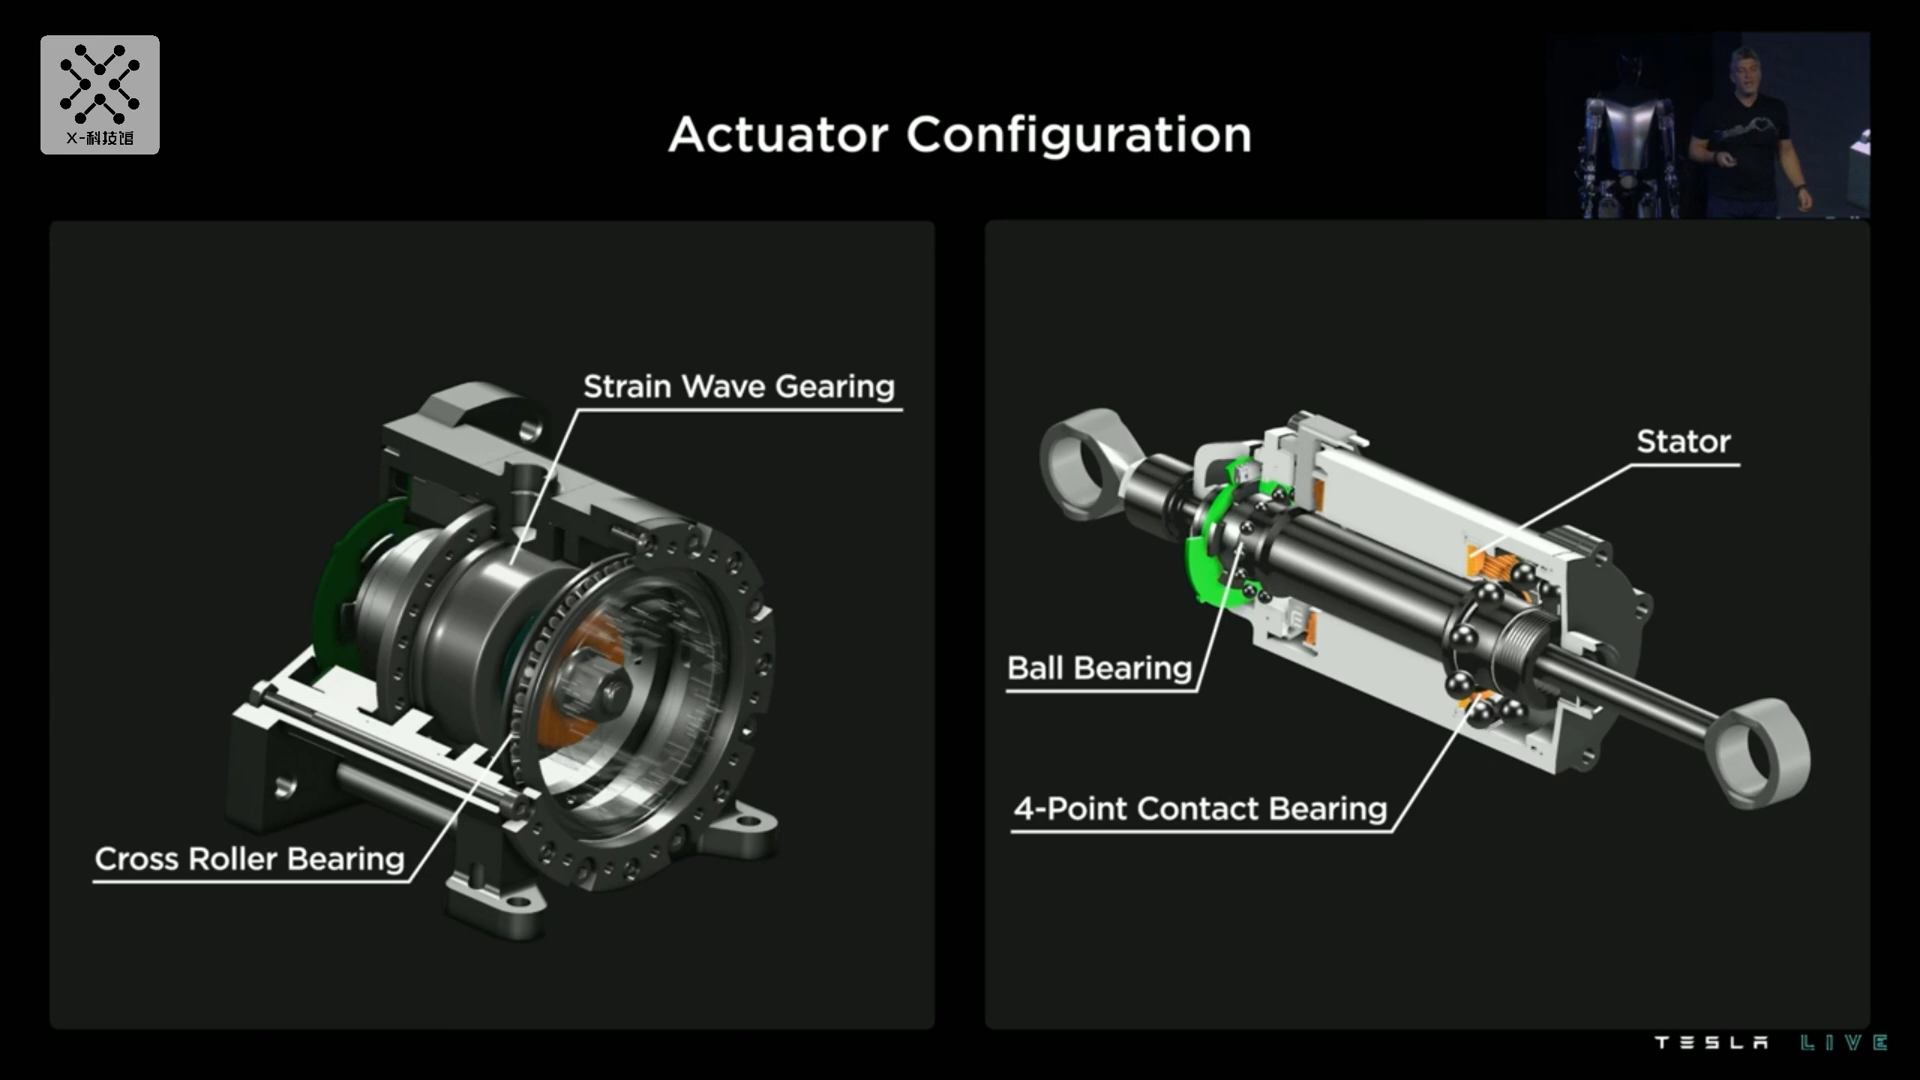 X-科技馆
Actuator Configuration
Strain Wave Gearing
Cross Roller Bearing
Stator
Ball Bearing
4-Point Contact Bearing
TESLA LIVE